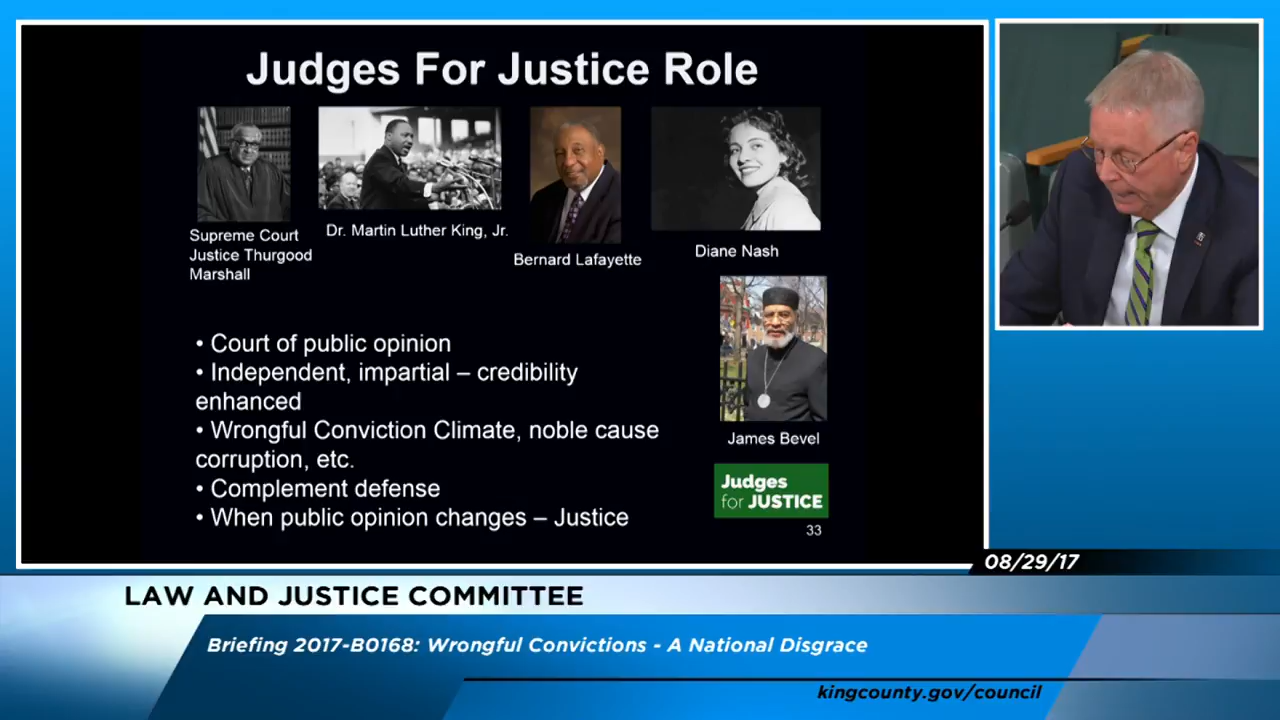 Judges For Justice Role
Supreme Court
Justice Thurgood
Marshall
Dr. Martin Luther King, Jr.
Bernard Lafayette
Diane Nash
James Bevel
• Court of public opinion
• Independent, impartial – credibility
enhanced
• Wrongful Conviction Climate, noble cause
corruption, etc.
• Complement defense
• When public opinion changes – Justice
Judges
for JUSTICE
33
08/29/17
LAW AND JUSTICE COMMITTEE
Briefing 2017-B0168: Wrongful Convictions - A National Disgrace
kingcounty.gov/council